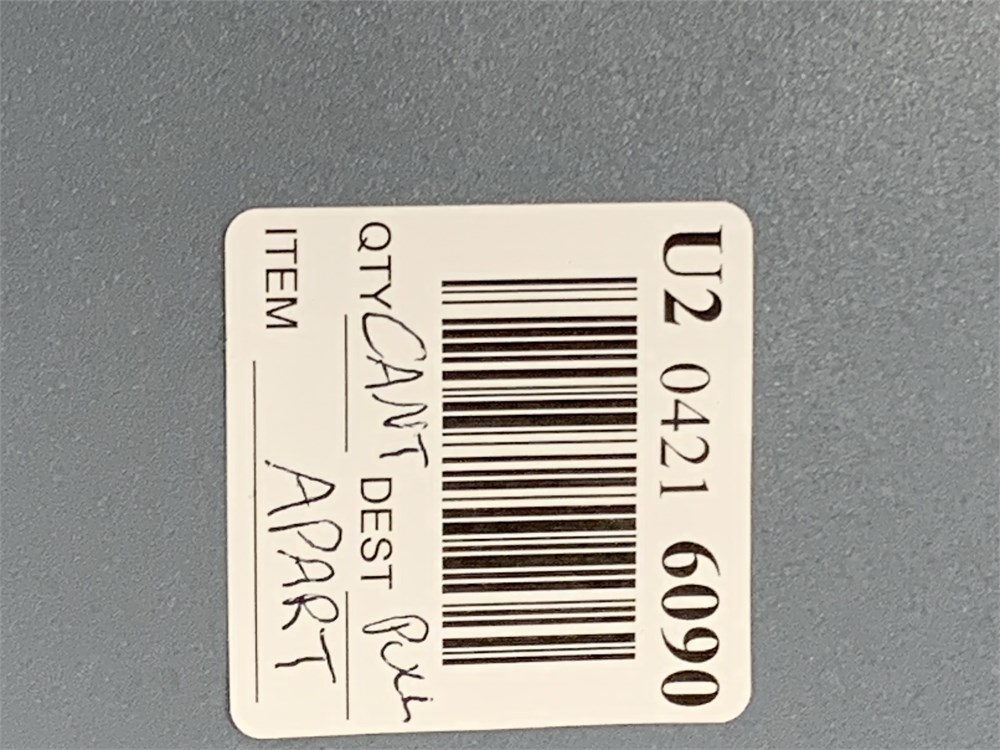 U2 0421 6090
QTY CANT DEST
ITEM APART